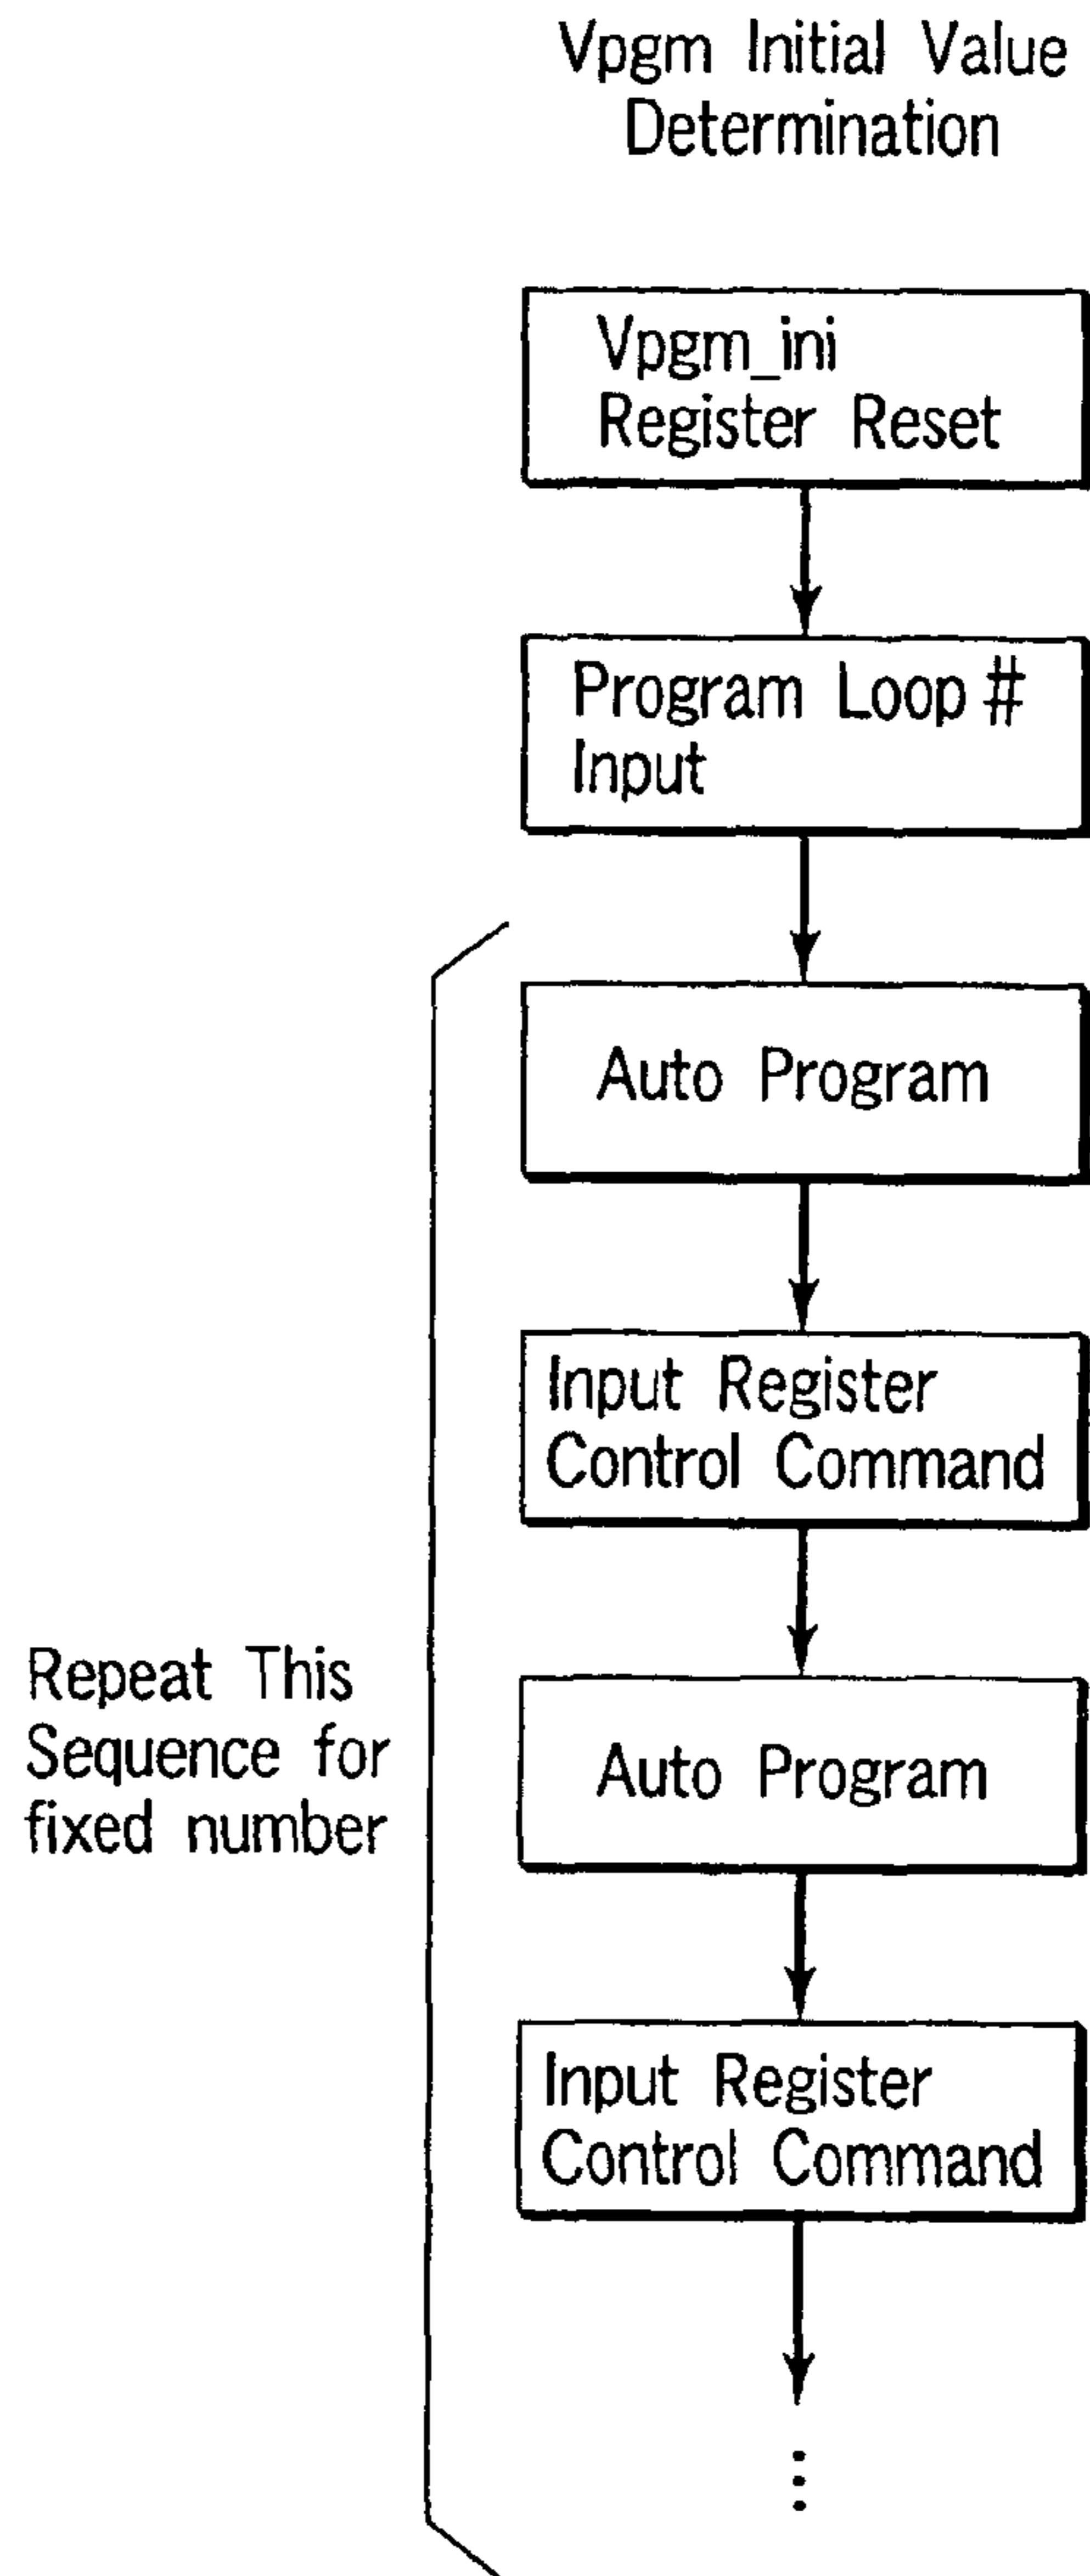 Vpgm Initial Value
Determination
Vpgm_ini
Register Reset
Program Loop #
Input
Auto Program
Input Register
Control Command
Repeat This
Sequence for
fixed number
Auto Program
Input Register
Control Command